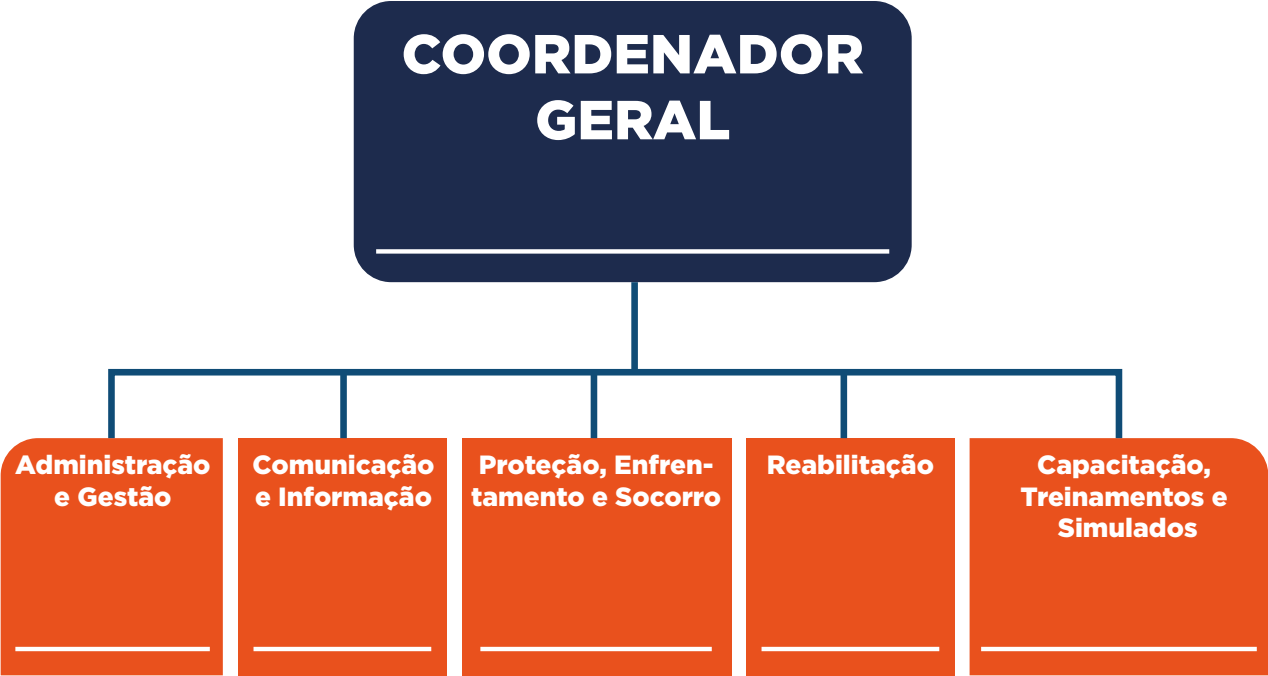 COORDENADOR
GERAL
Administração
e Gestão
Comunicação
e Informação
Proteção, Enfren-
tamento e Socorro
Reabilitação
Capacitação,
Treinamentos e
Simulados